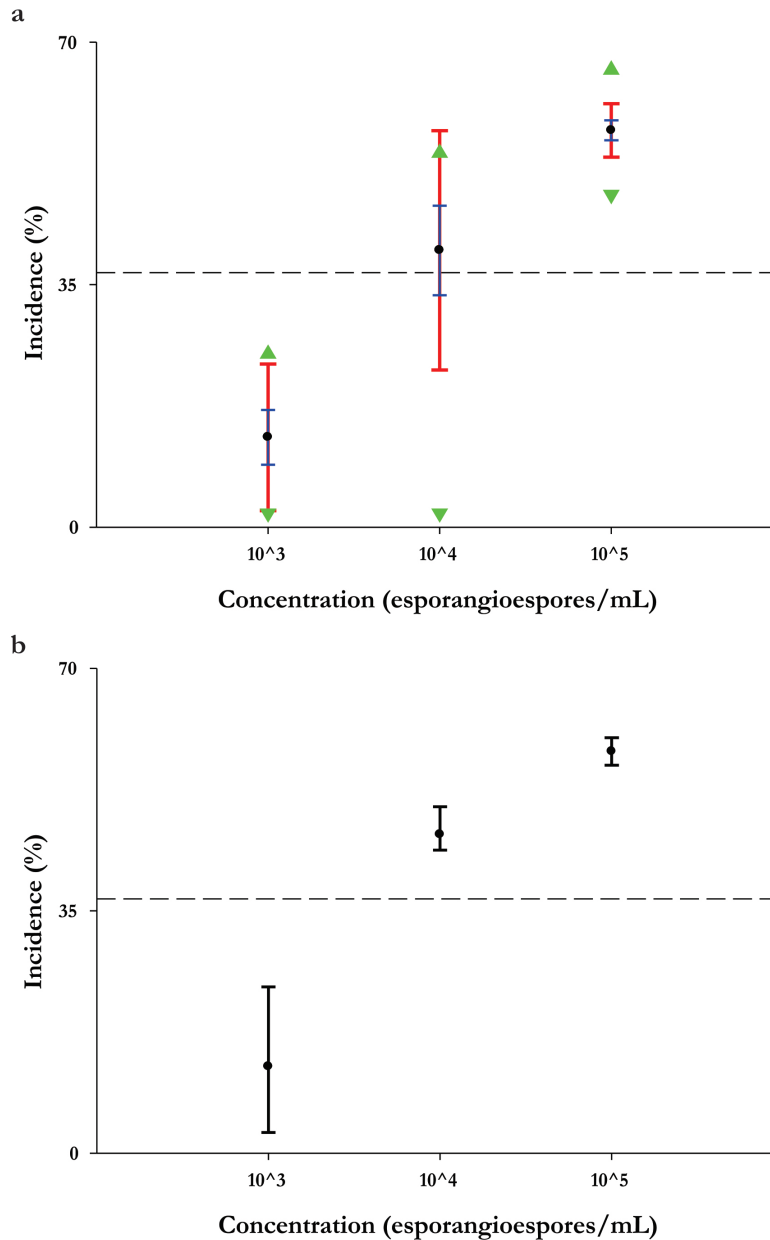 a
70
35
0
Incidence (%)
10^3 10^4 10^5
Concentration (esporangioespores/mL)
b
70
35
0
Incidence (%)
10^3 10^4 10^5
Concentration (esporangioespores/mL)